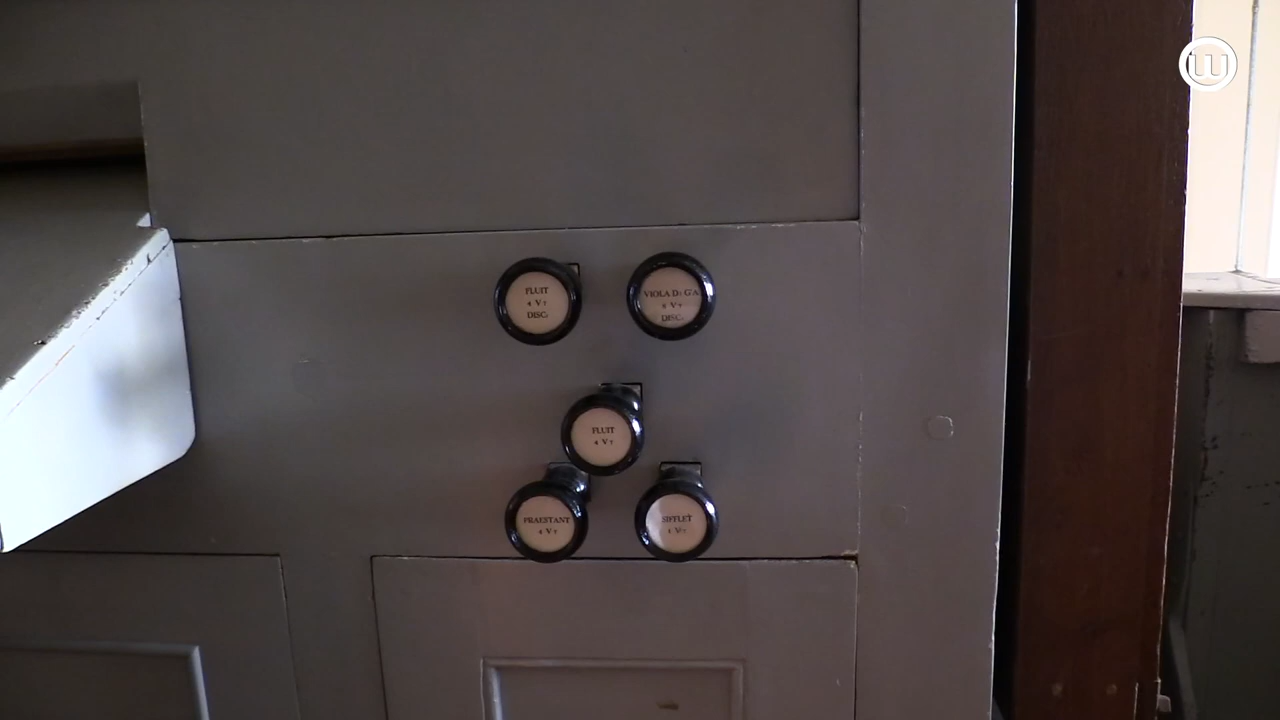 FLUIT
4 Vt
DISC:
VIOLA Di GA
8 Vt
DISC:
FLUIT
4 Vt
PRAESTANT
4 Vt
SIFFLET
1 Vt
W